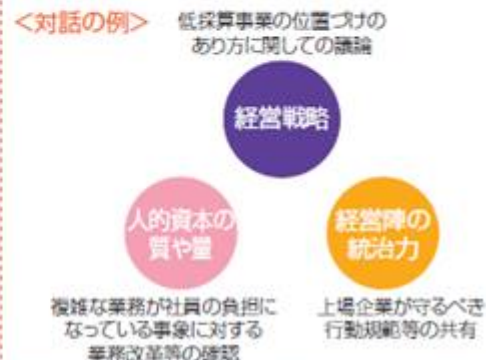 <対話の例>
低採算事業の位置づけの
あり方に関しての議論
経営戦略
人的資本の
質や量
経営陣の
統治力
複雑な業務が社員の負担に
なっている事象に対する
業務改革等の確認
上場企業が守るべき
行動規範等の共有